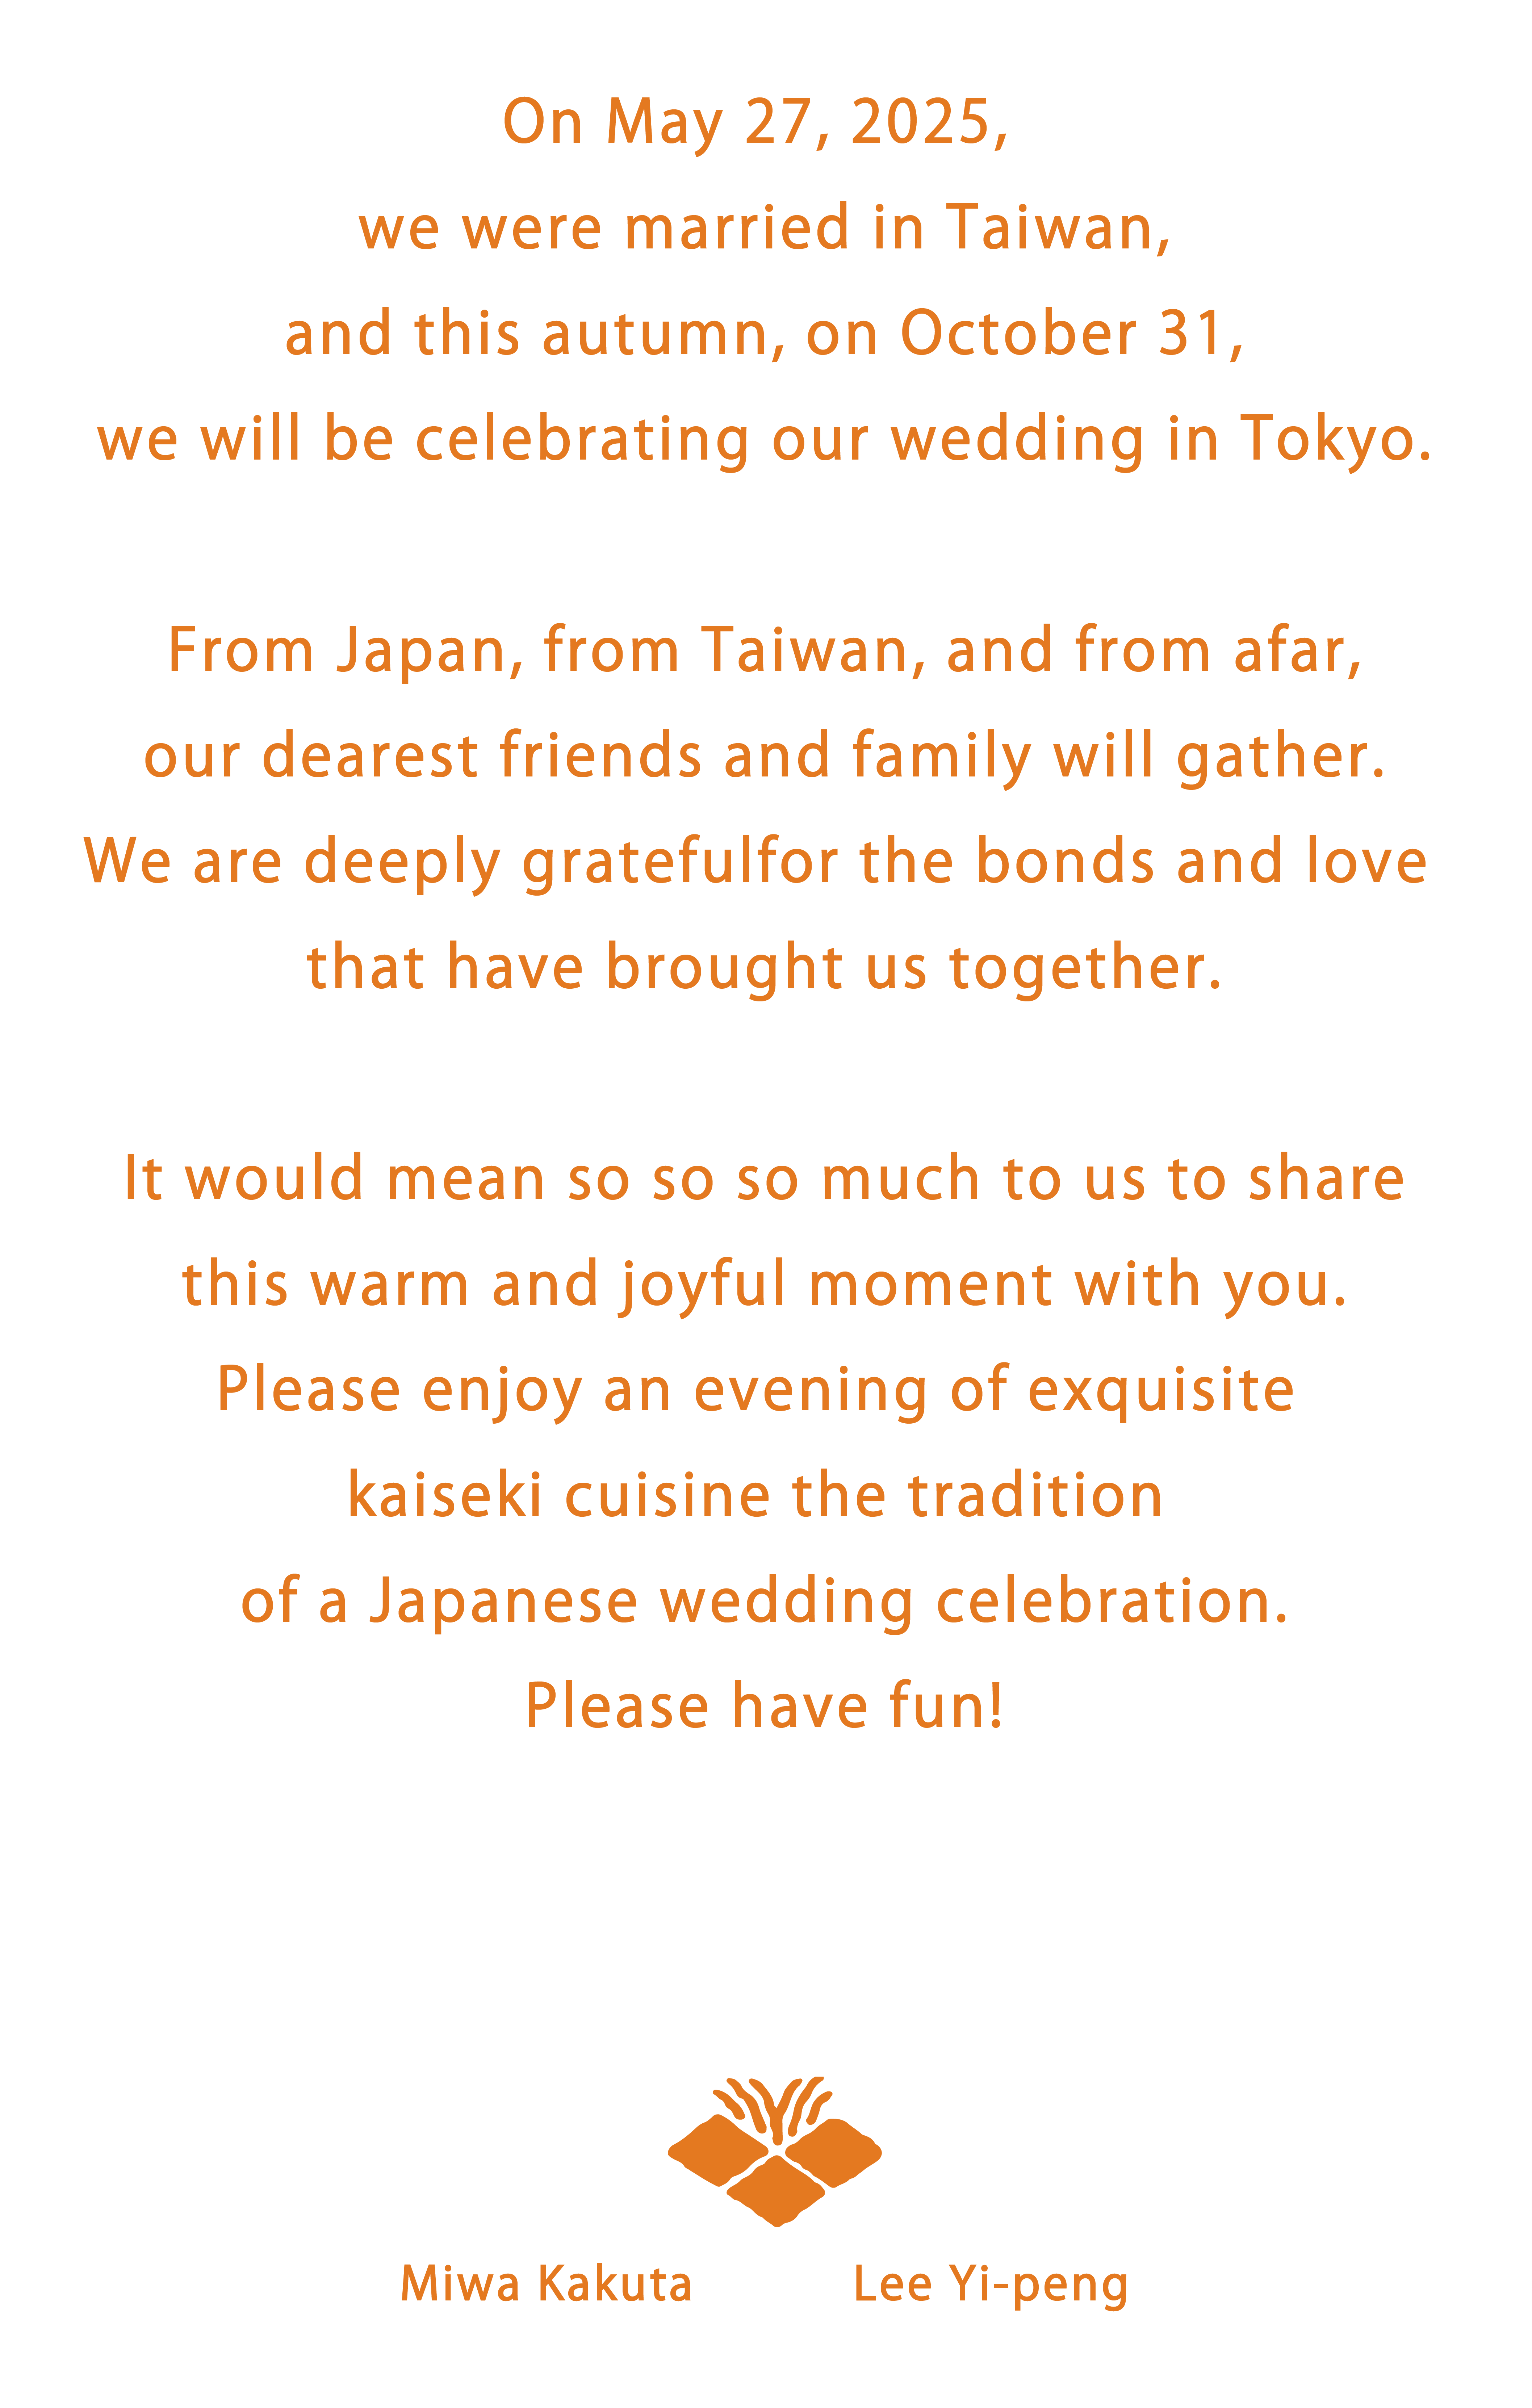 On May 27, 2025,
we were married in Taiwan,
and this autumn, on October 31,
we will be celebrating our wedding in Tokyo.
From Japan, from Taiwan, and from afar,
our dearest friends and family will gather.
We are deeply gratefulfor the bonds and love
that have brought us together.
It would mean so so so much to us to share
this warm and joyful moment with you.
Please enjoy an evening of exquisite
kaiseki cuisine the tradition
of a Japanese wedding celebration.
Please have fun!
Miwa Kakuta Lee Yi-peng